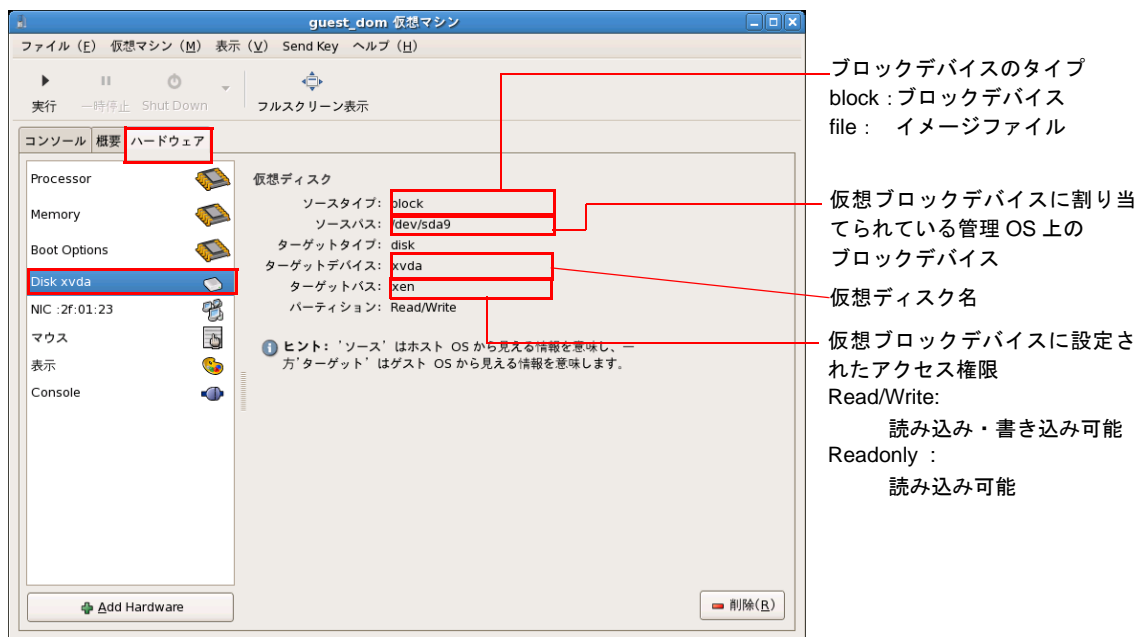 guest_dom 仮想マシン
ファイル (F) 仮想マシン (M) 表示 (V) Send Key ヘルプ (H)
実行 一時停止 Shut Down フルスクリーン表示
コンソール 概要 ハードウェア
Processor
Memory
Boot Options
Disk xvda
NIC :2f:01:23
マウス
表示
Console
Add Hardware
仮想ディスク
ソースタイプ: block
ソースパス: /dev/sda9
ターゲットタイプ: disk
ターゲットデバイス: xvda
ターゲットバス: xen
パーティション: Read/Write
ヒント: 'ソース' はホスト OS から見える情報を意味し、一
方'ターゲット' はゲスト OS から見える情報を意味します。
削除(R)
ブロックデバイスのタイプ
block : ブロックデバイス
file : イメージファイル
仮想ブロックデバイスに割り当
てられている管理 OS 上の
ブロックデバイス
仮想ディスク名
仮想ブロックデバイスに設定さ
れたアクセス権限
Read/Write:
読み込み・書き込み可能
Readonly :
読み込み可能